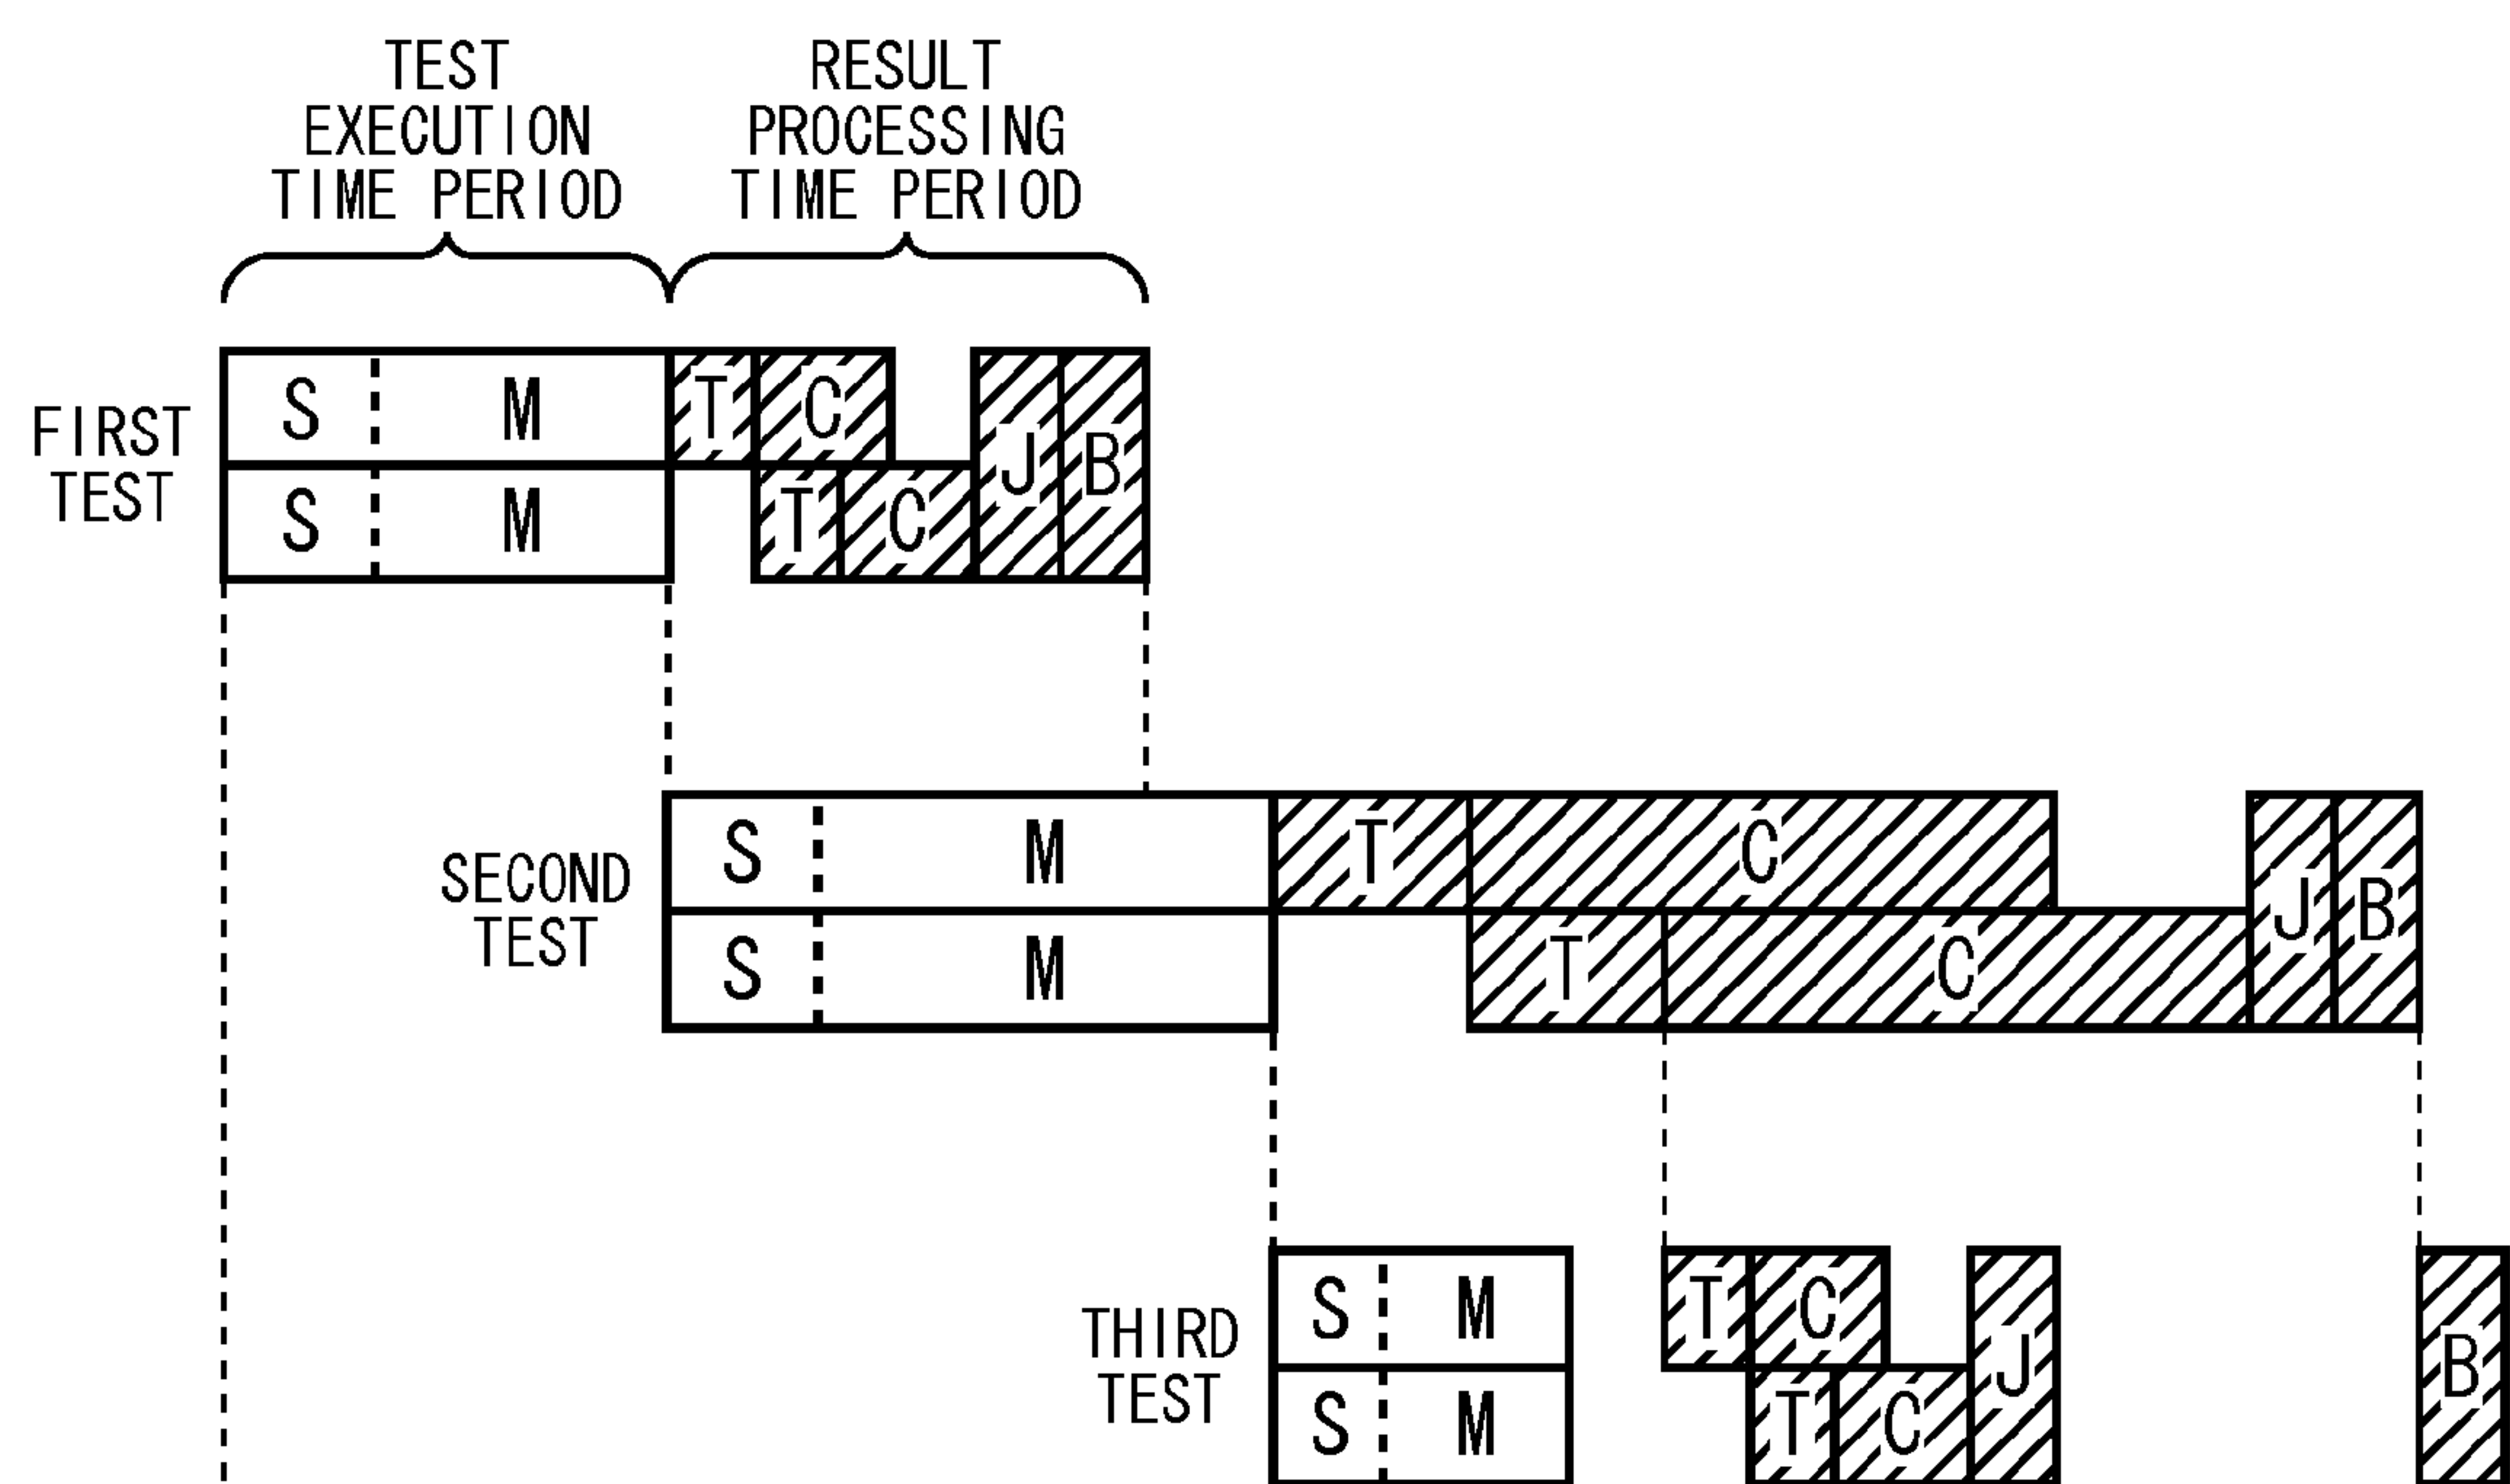 TEST
EXECUTION
TIME PERIOD
RESULT
PROCESSING
TIME PERIOD
FIRST
TEST
S M T C
S M T C
J B
SECOND
TEST
S M T C
S M T C
J B
THIRD
TEST
S M T C
S M T C
J B